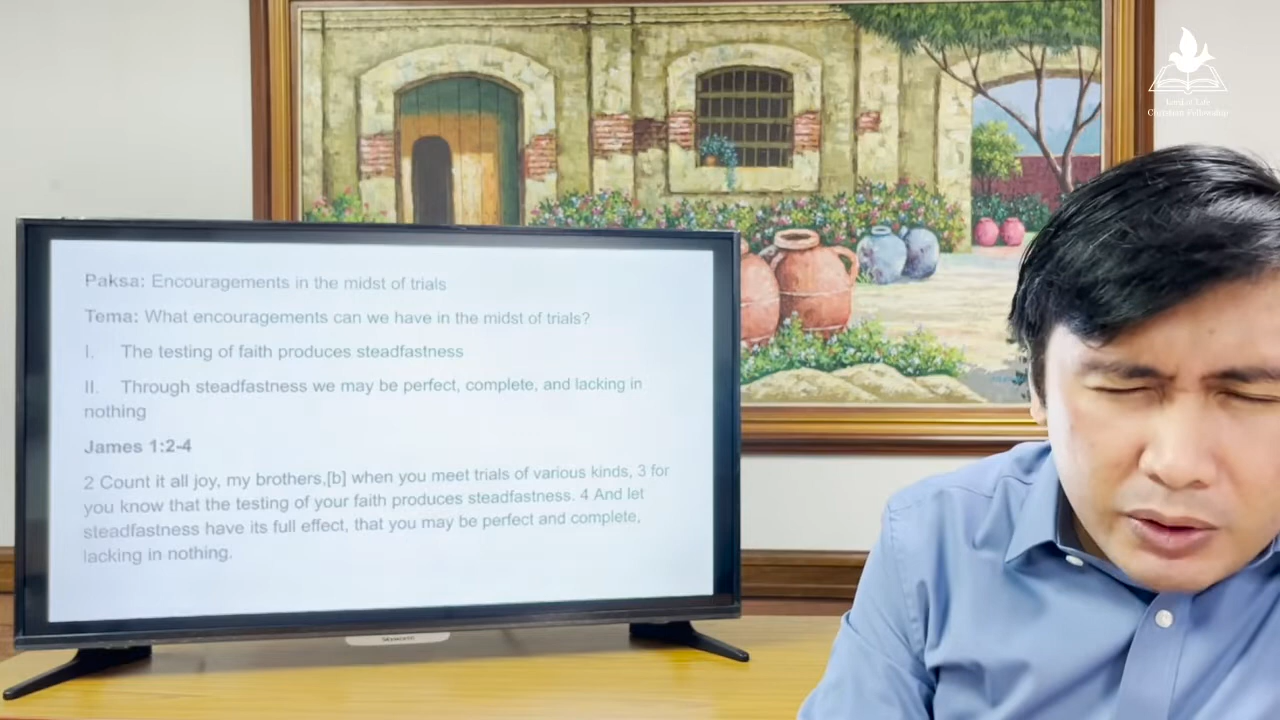 Paksa: Encouragements in the midst of trials
Tema: What encouragements can we have in the midst of trials?
I. The testing of faith produces steadfastness
II. Through steadfastness we may be perfect, complete, and lacking in
nothing
James 1:2-4
2 Count it all joy, my brothers,[b] when you meet trials of various kinds, 3 for
you know that the testing of your faith produces steadfastness. 4 And let
steadfastness have its full effect, that you may be perfect and complete,
lacking in nothing.
Christian Fellowship